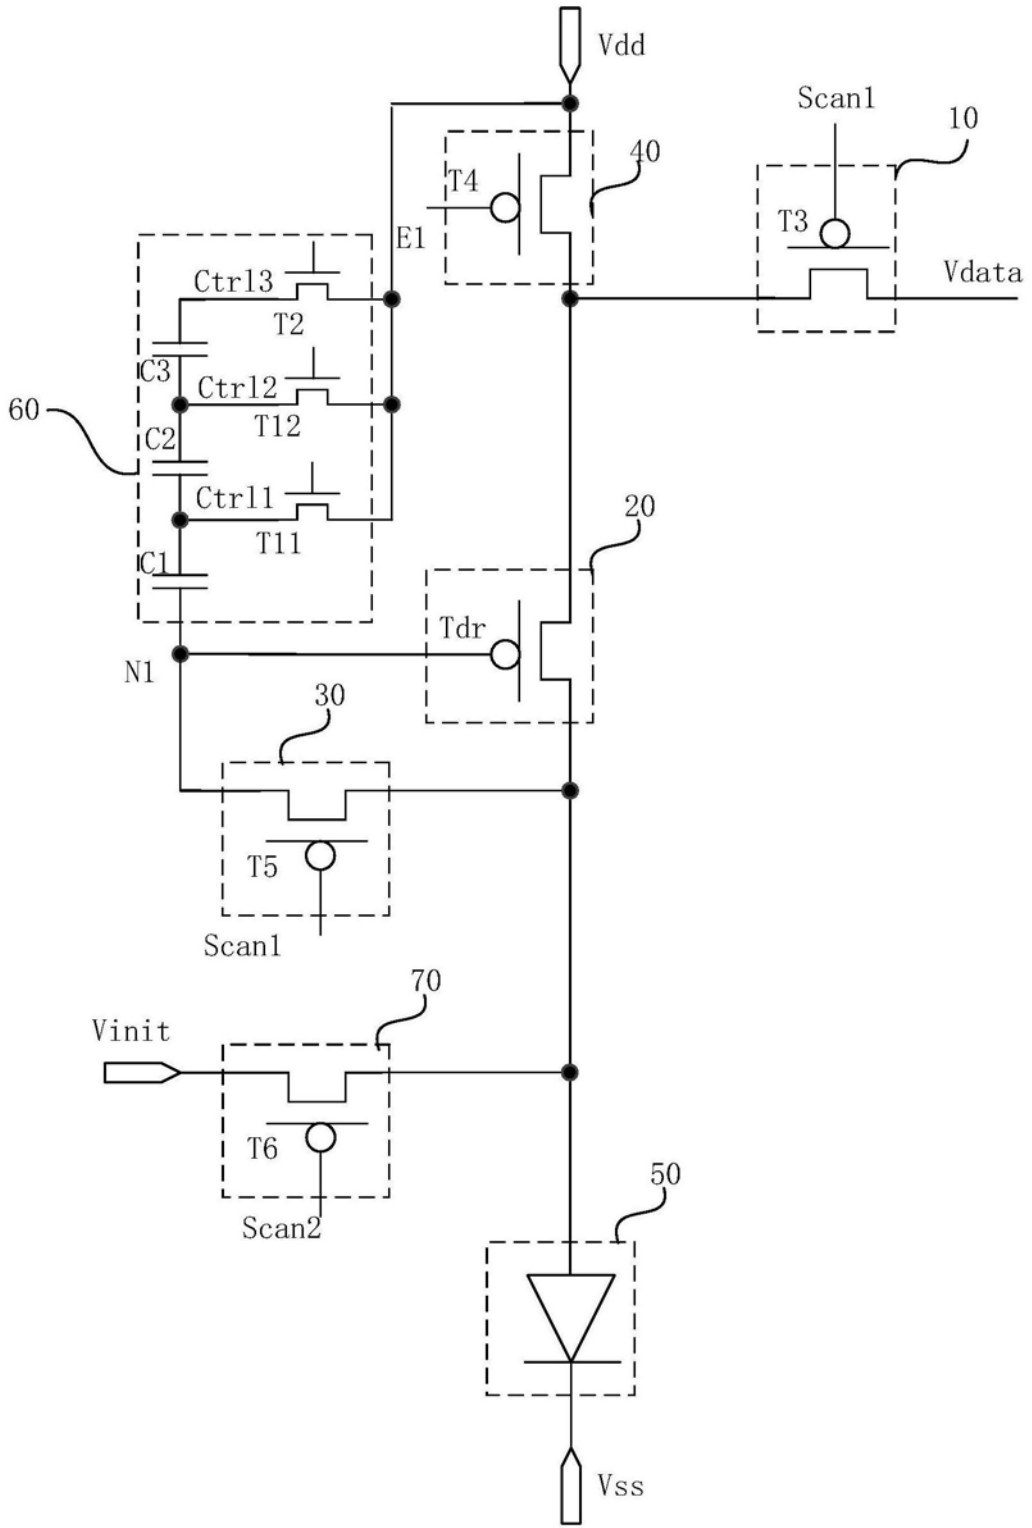 Vdd
Scan1
10
40
T4
T3
E1
Vdata
Ctrl3
T2
C3
Ctrl2
60
T12
C2
Ctrl1
20
T11
C1
Tdr
N1
30
T5
Scan1
70
Vinit
T6
50
Scan2
Vss